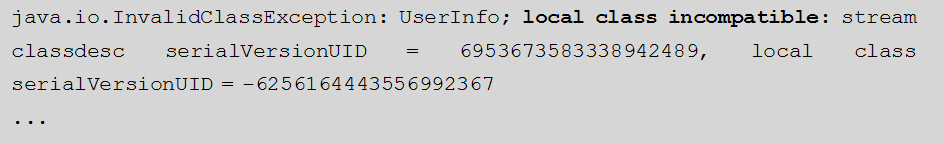 java.io.InvalidClassException: UserInfo; local class incompatible: stream
classdesc serialVersionUID = 6953673583338942489, local class
serialVersionUID = -6256164443556992367
...